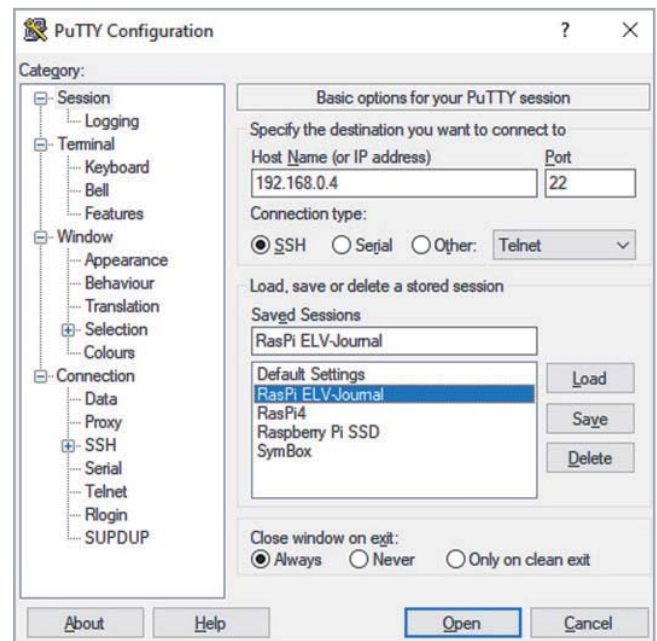 PuTTY Configuration
?
Category:
Session
Logging
Terminal
Keyboard
Bell
Features
Window
Appearance
Behaviour
Translation
Selection
Colours
Connection
Data
Proxy
SSH
Serial
Telnet
Rlogin
SUPDUP
Basic options for your PuTTY session
Specify the destination you want to connect to
Host Name (or IP address) Port
192.168.0.4 22
Connection type:
SSH Serial Other: Telnet
Load, save or delete a stored session
Saved Sessions
RasPi ELV-Journal
Default Settings
RasPi ELV-Journal
RasPi4
Raspberry Pi SSD
SymBox
Load
Save
Delete
Close window on exit:
Always Never Only on clean exit
About Help Open Cancel